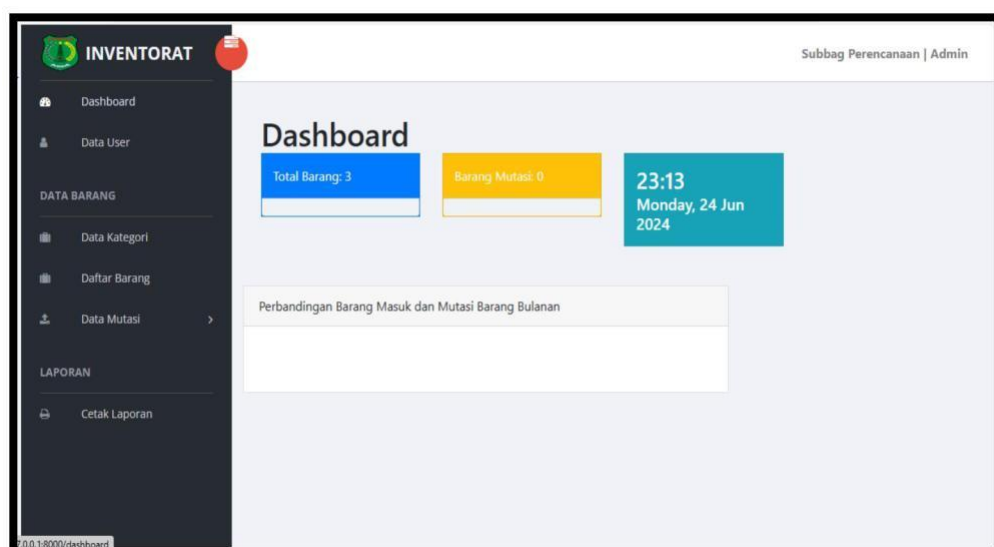 INVENTORAT
Subbag Perencanaan | Admin
Dashboard
Data User
DATA BARANG
Data Kategori
Daftar Barang
Data Mutasi
LAPORAN
Cetak Laporan
Dashboard
Total Barang: 3
Barang Mutasi: 0
23:13
Monday, 24 Jun
2024
Perbandingan Barang Masuk dan Mutasi Barang Bulanan
7.0.0.1:8000/dashboard